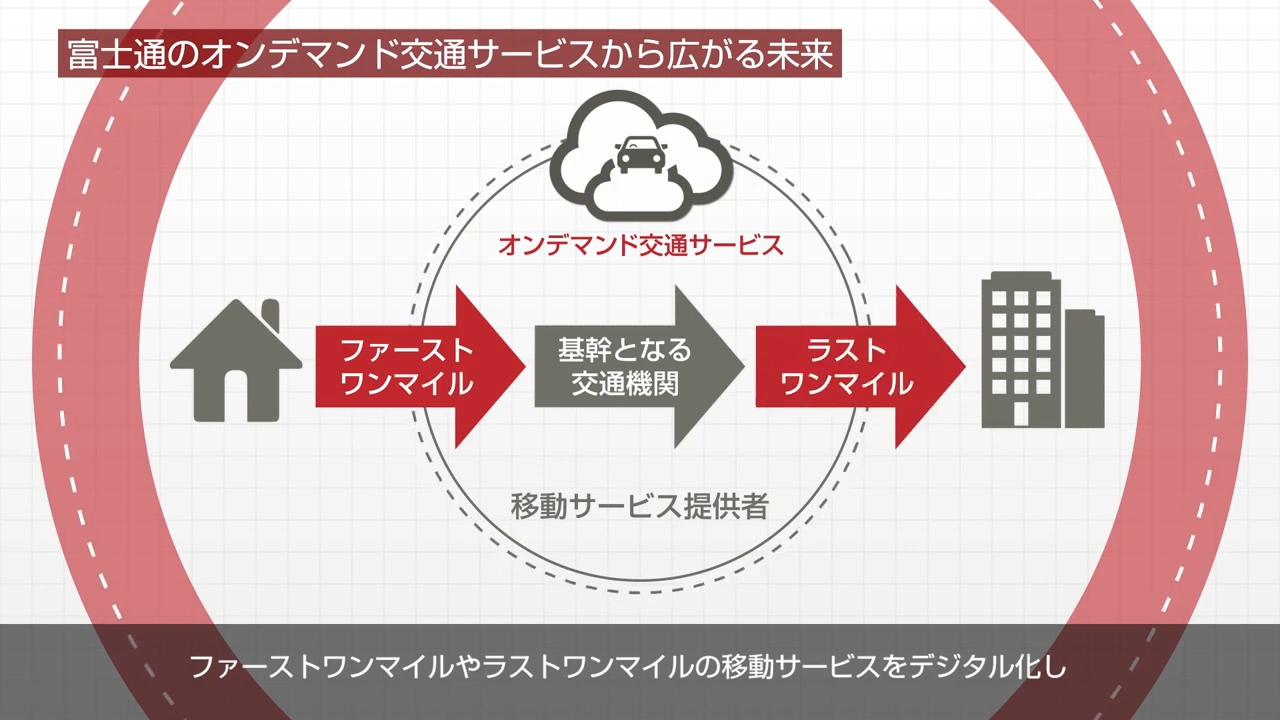 富士通のオンデマンド交通サービスから広がる未来
オンデマンド交通サービス
ファースト
ワンマイル
基幹となる
交通機関
ラスト
ワンマイル
移動サービス提供者
ファーストワンマイルやラストワンマイルの移動サービスをデジタル化し